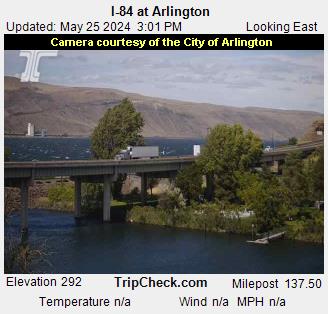 I-84 at Arlington
Updated: May 25 2024 3:01 PM Looking East
Camera courtesy of the City of Arlington
Elevation 292 TripCheck.com Milepost 137.50
Temperature n/a Wind n/a MPH n/a